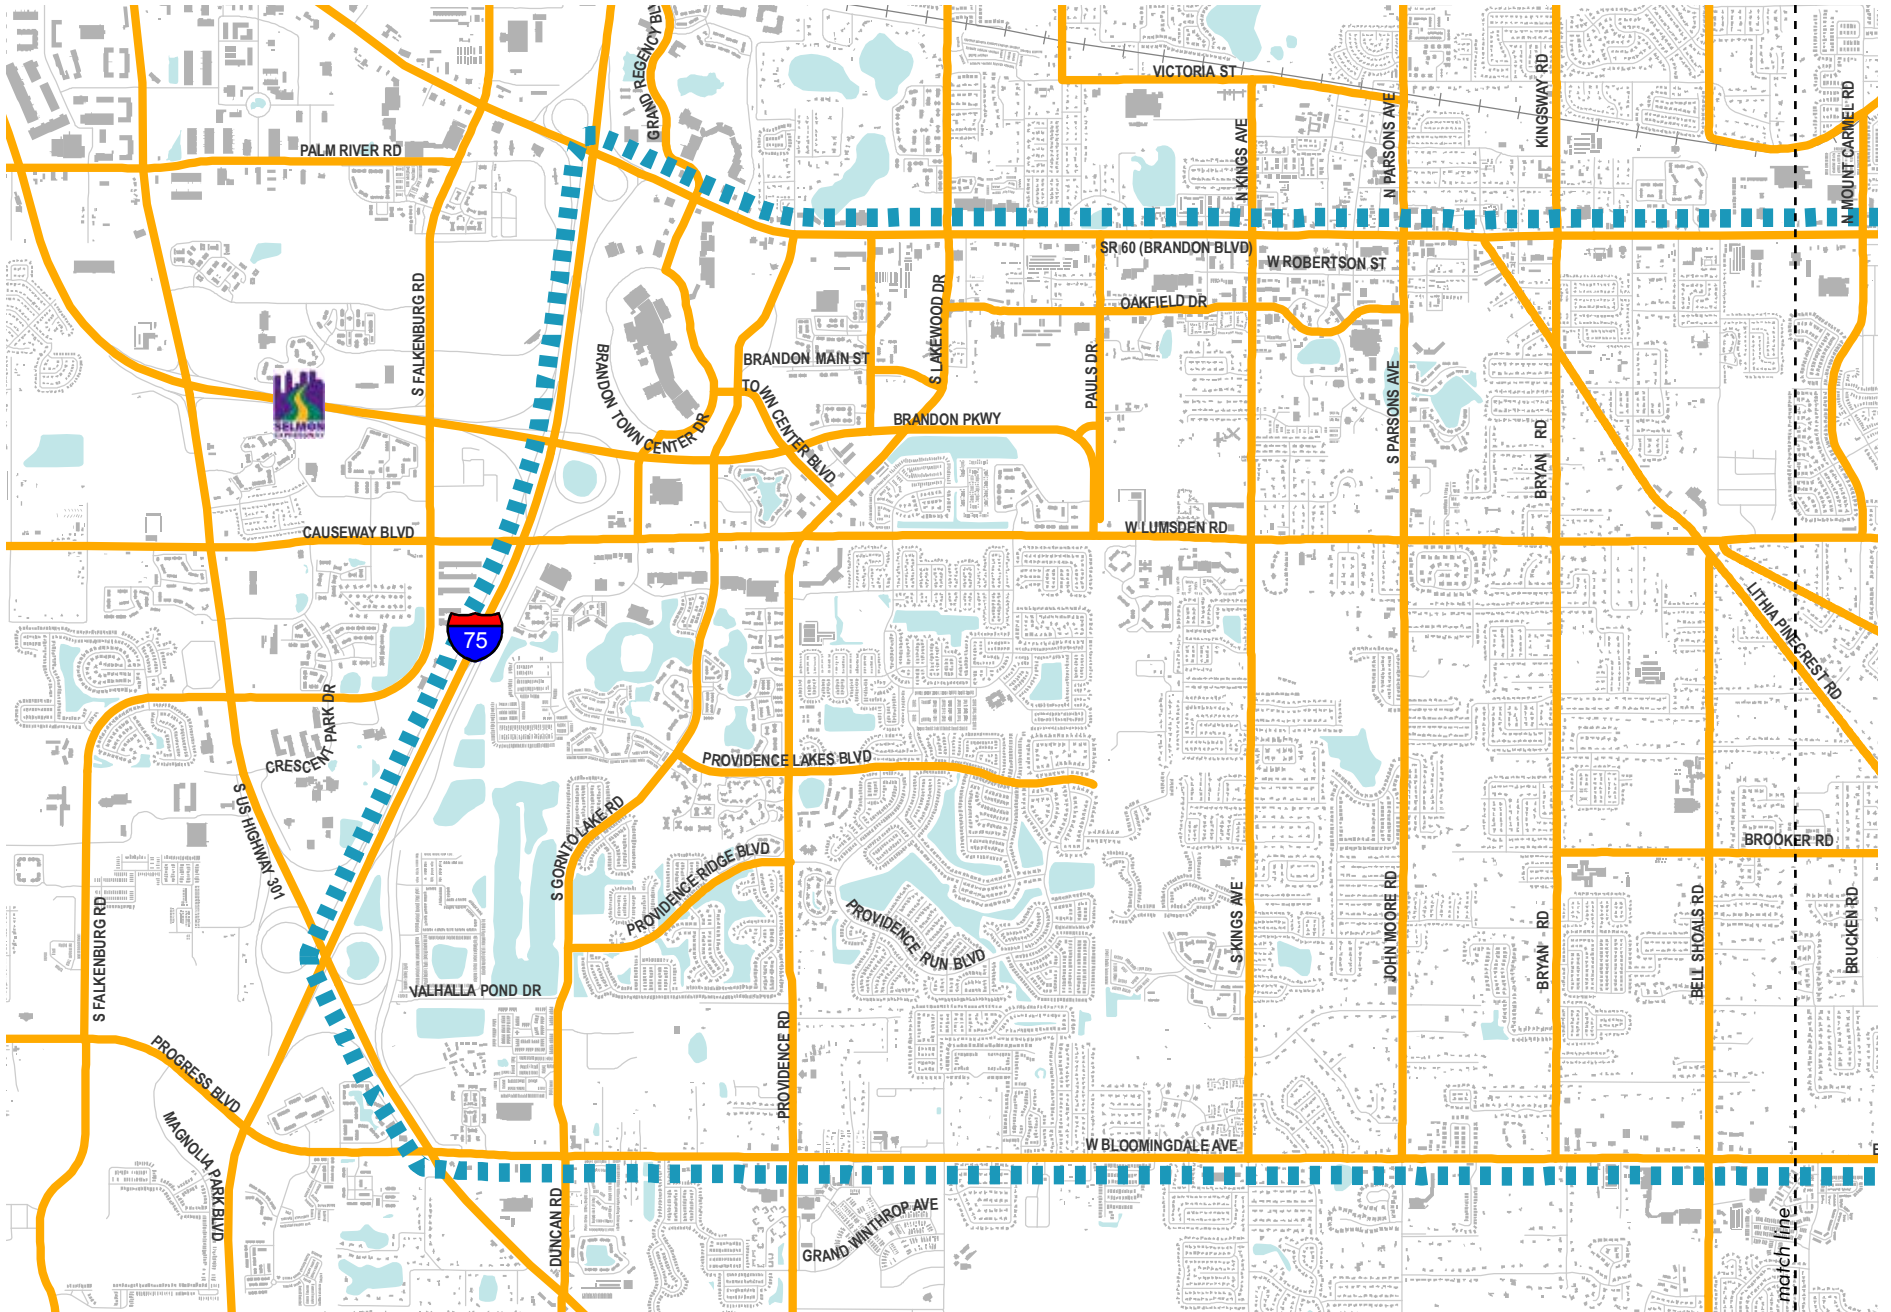 GRAND REGENCY BL
VICTORIA ST
KINGSWAY RD
N MOUNT CARMEL RD
N PARSONS AVE
N KINGS AVE
PALM RIVER RD
SR 60 (BRANDON BLVD)
W ROBERTSON ST
OAKFIELD DR
S FALKENBURG RD
S LAKEWOOD DR
BRANDON MAIN ST
PAULS DR
S PARSONS AVE
BRANDON TOWN CENTER DR
TOWN CENTER BLVD
BRANDON PKWY
SELMON
EXPRESSWAY
BRYAN RD
CAUSEWAY BLVD
W LUMSDEN RD
75
LITHIA PINECREST RD
CRESCENT PARK DR
PROVIDENCE LAKES BLVD
S US HIGHWAY 301
S GORNTO LAKE RD
BROOKER RD
PROVIDENCE RIDGE BLVD
S FALKENBURG RD
PROVIDENCE RUN BLVD
S KINGS AVE
JOHN MOORE RD
BRYAN RD
BELL SHOALS RD
BRUCKEN RD
VALHALLA POND DR
PROGRESS BLVD
PROVIDENCE RD
MAGNOLIA PARK BLVD
W BLOOMINGDALE AVE
E
DUNCAN RD
GRAND WINTHROP AVE
match line